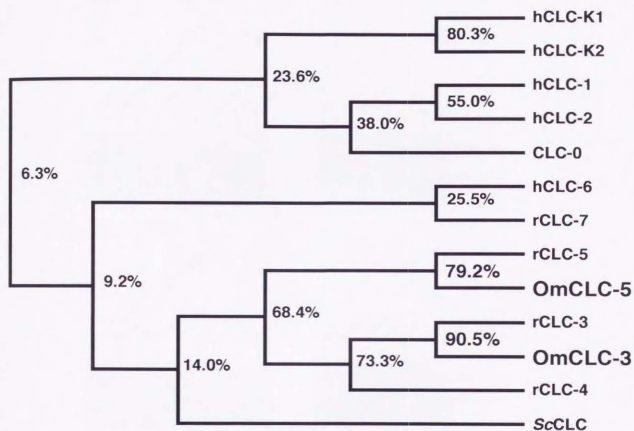 hCLC-K1
80.3%
hCLC-K2
23.6%
hCLC-1
55.0%
hCLC-2
38.0%
CLC-0
6.3%
hCLC-6
25.5%
rCLC-7
9.2%
rCLC-5
79.2%
OmCLC-5
68.4%
rCLC-3
90.5%
OmCLC-3
14.0%
73.3%
rCLC-4
ScCLC